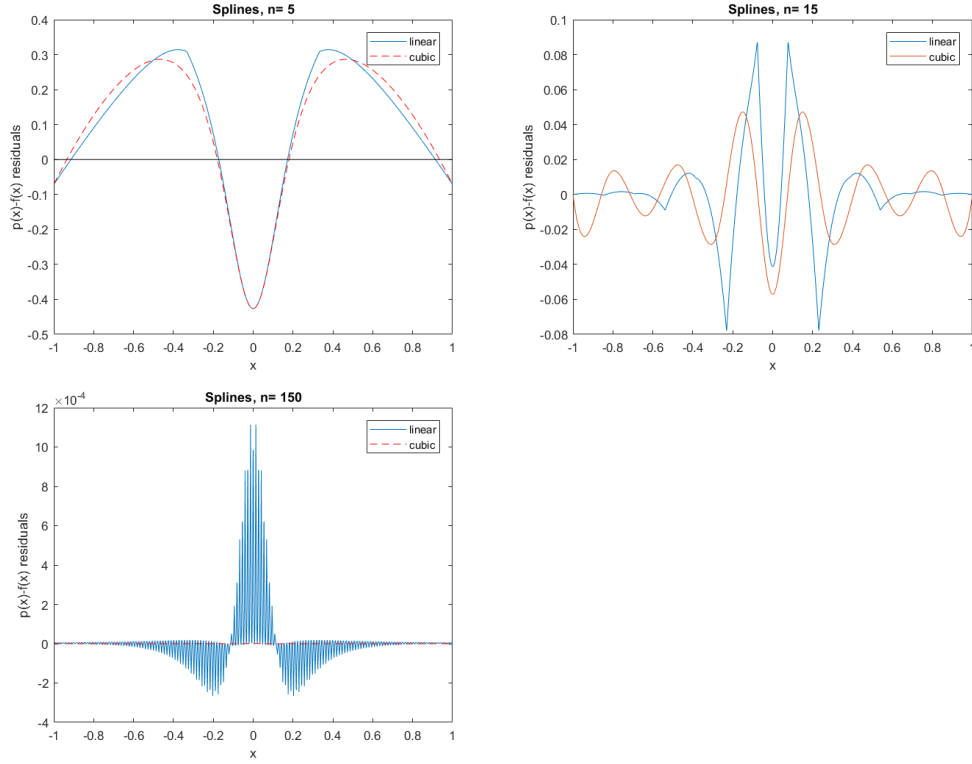 Splines, n= 5
0.4
0.3
0.2
0.1
0
-0.1
0.2
0.3
-0.4
-0.5
p(x)-f(x) residuals
-1 -0.8 -0.6 -0.4 -0.2 0 0.2 0.4 0.6 0.8 1
x
linear
cubic
Splines, n= 15
0.1
0.08
0.06
0.04
0.02
0
-0.02
-0.04
-0.06
-0.08
p(x)-f(x) residuals
-1 -0.8 -0.6 -0.4 -0.2 0 0.2 0.4 0.6 0.8 1
x
linear
cubic
Splines, n= 150
×10-4
12
10
8
6
4
2
0
-2
-4
p(x)-f(x) residuals
-1 -0.8 -0.6 -0.4 -0.2 0 0.2 0.4 0.6 0.8 1
x
linear
cubic